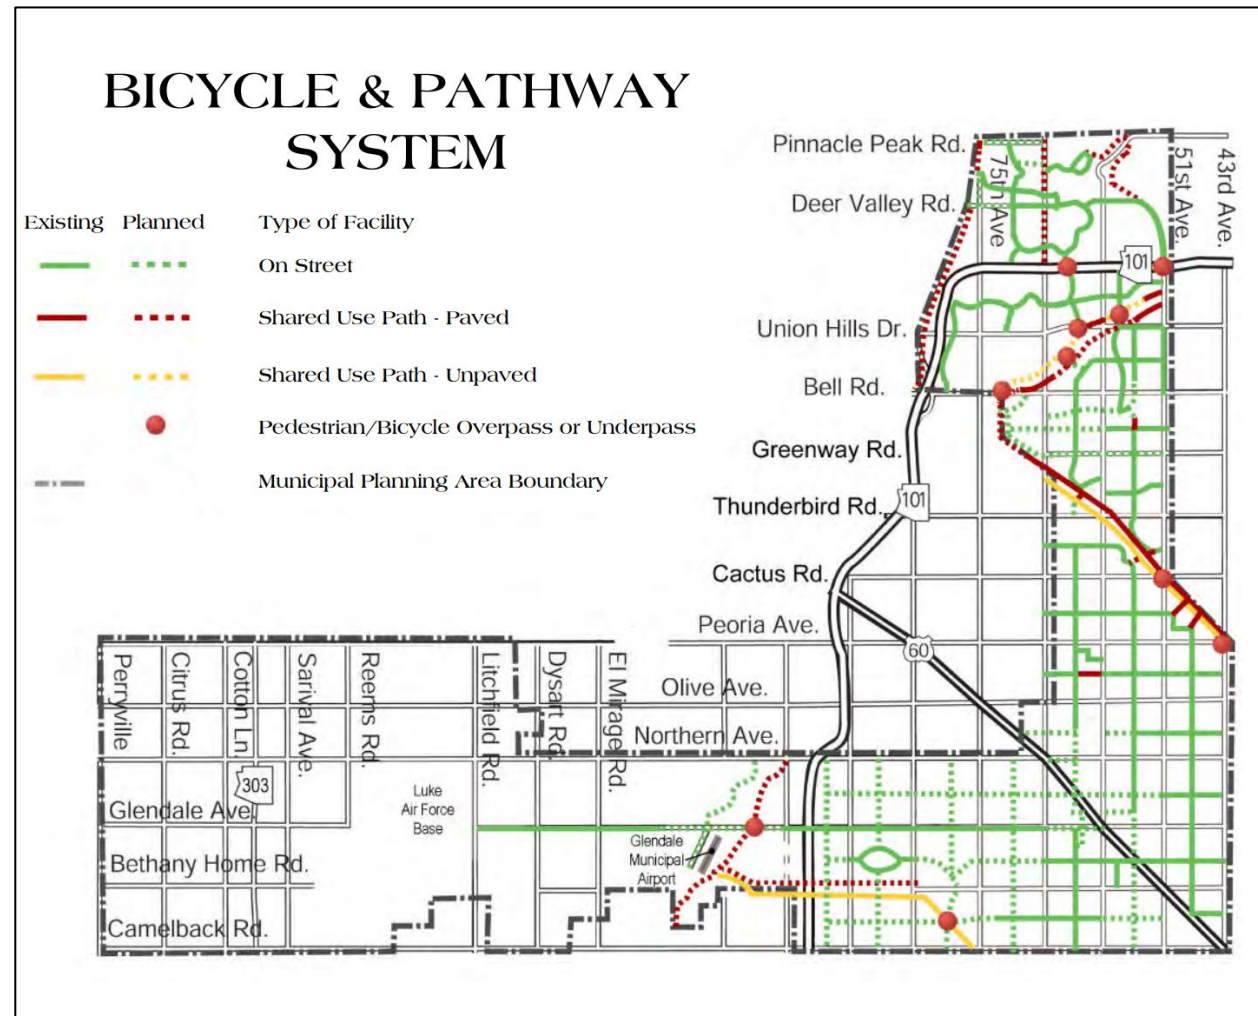 BICYCLE & PATHWAY
SYSTEM
Existing Planned Type of Facility
On Street
Shared Use Path - Paved
Shared Use Path - Unpaved
Pedestrian/Bicycle Overpass or Underpass
Municipal Planning Area Boundary
Pinnacle Peak Rd.
Deer Valley Rd.
75th Ave
51st Ave.
43rd Ave.
101
Union Hills Dr.
Bell Rd.
Greenway Rd.
Thunderbird Rd.
101
Cactus Rd.
Peoria Ave.
60
Olive Ave.
Northern Ave.
Perryville
Citrus Rd.
Cotton Ln.
Sarival Ave.
Reems Rd.
Litchfield Rd.
Dysart Rd.
El Mirage Rd.
303
Glendale Ave.
Luke
Air Force
Base
Glendale
Municipal
Airport
Bethany Home Rd.
Camelback Rd.